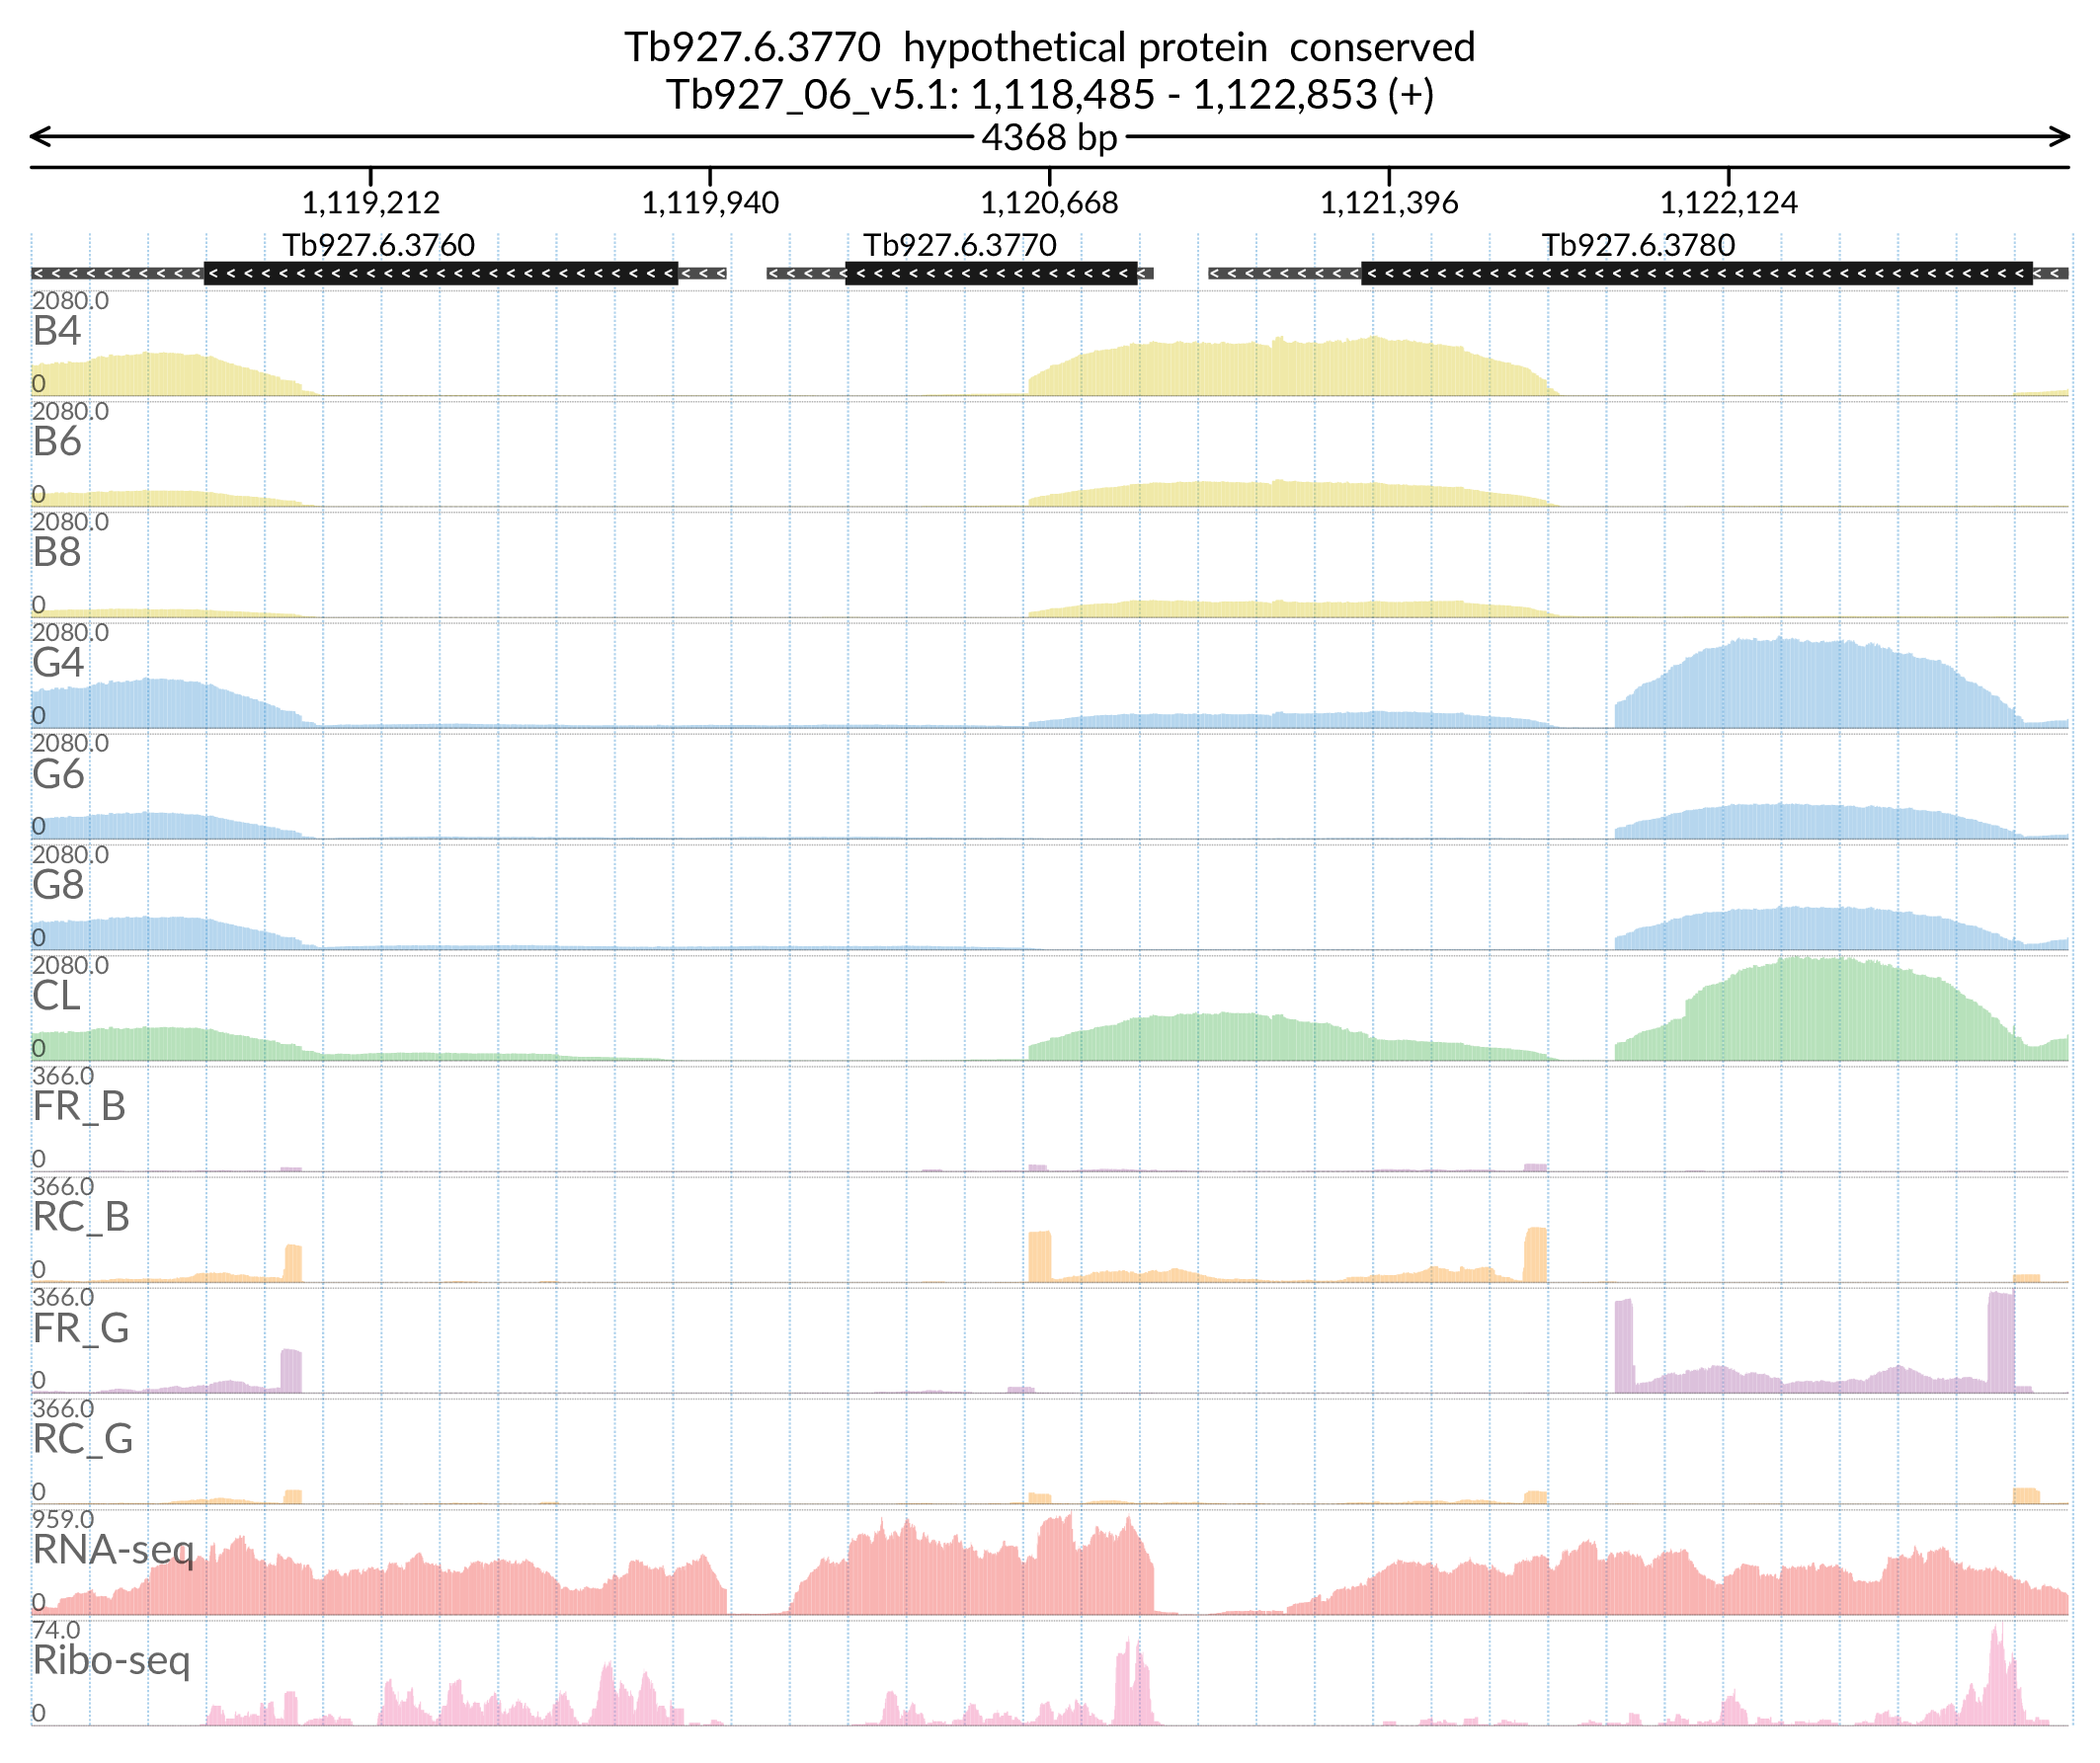 Tb927.6.3770 hypothetical protein conserved
Tb927_06_v5.1: 1,118,485 - 1,122,853 (+)
4368 bp
1,119,212 1,119,940 1,120,668 1,121,396 1,122,124
Tb927.6.3760 Tb927.6.3770 Tb927.6.3780
2080.0
B4
0
2080.0
B6
0
2080.0
B8
0
2080.0
G4
0
2080.0
G6
0
2080.0
G8
0
2080.0
CL
0
366.0
FR_B
0
366.0
RC_B
0
366.0
FR_G
0
366.0
RC_G
0
959.0
RNA-seq
0
74.0
Ribo-seq
0